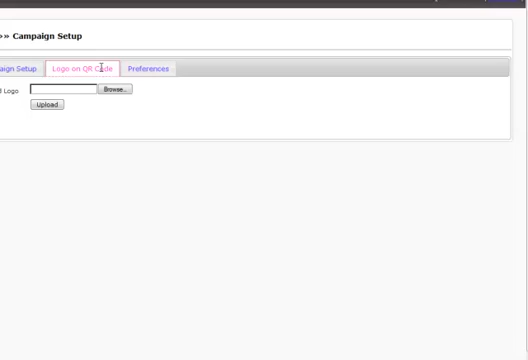 »» Campaign Setup
aign Setup Logo on QR Code Preferences
d Logo Browse..
Upload